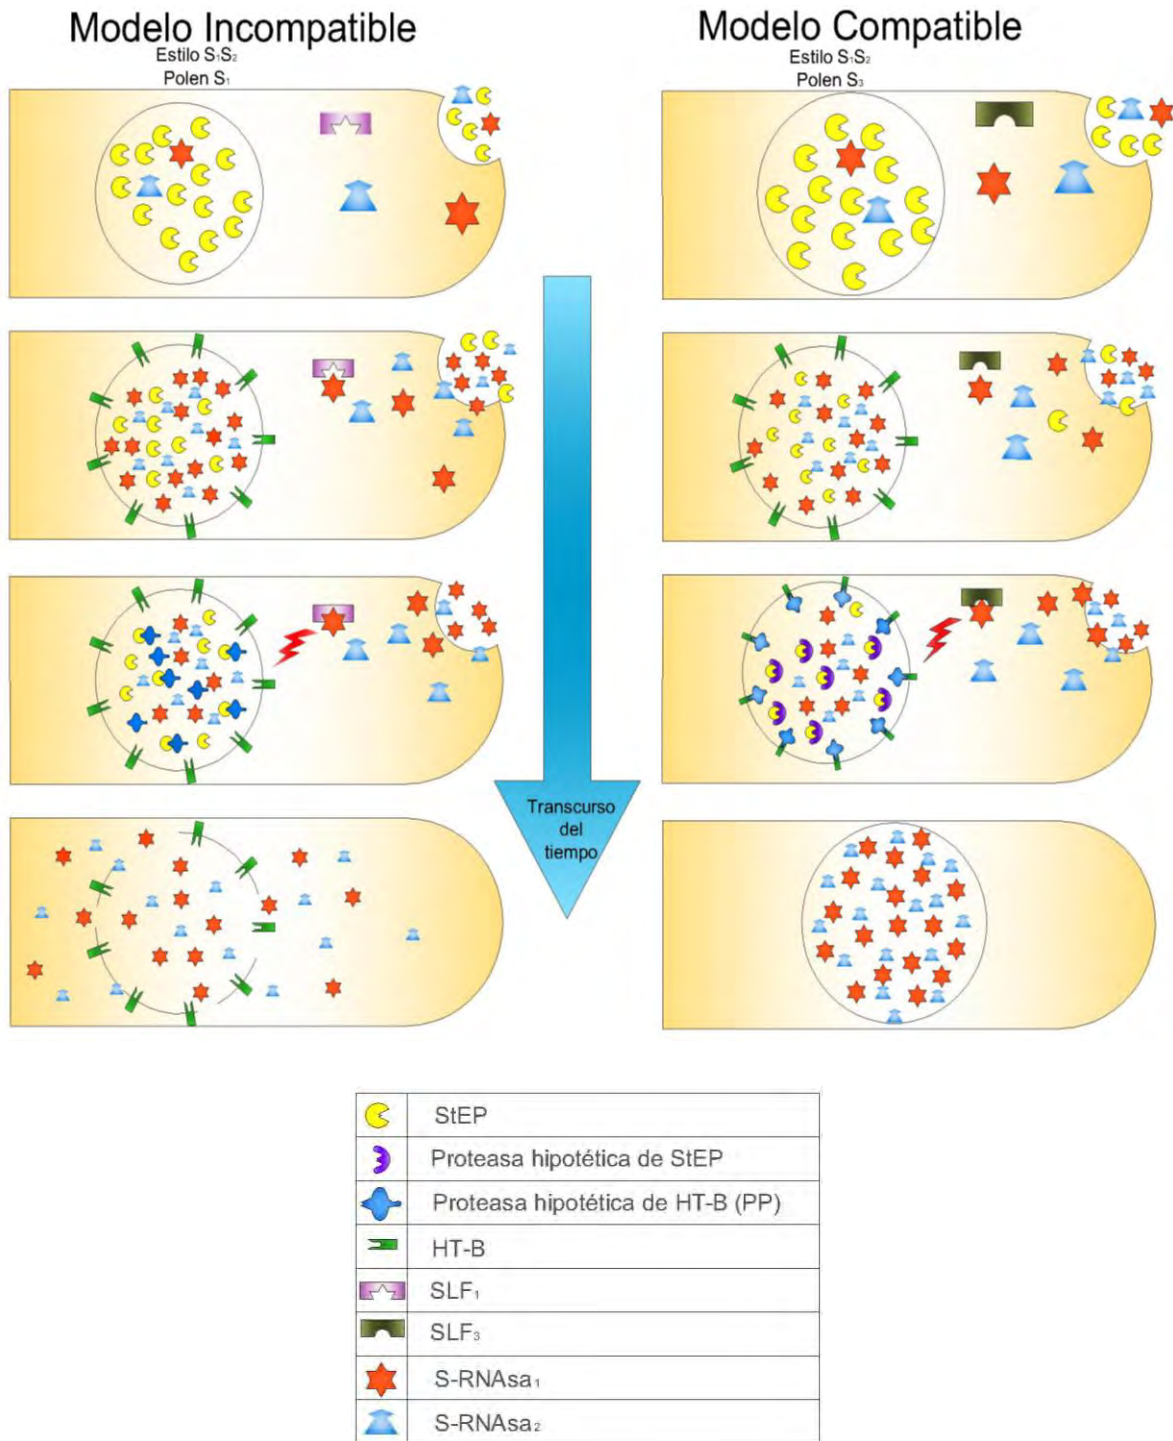 Modelo Incompatible
Estilo S₁S₂
Polen S₁
Modelo Compatible
Estilo S₁S₂
Polen S₃
Transcurso
del
tiempo
StEP
Proteasa hipotética de StEP
Proteasa hipotética de HT-B (PP)
HT-B
SLF₁
SLF₃
S-RNAsa₁
S-RNAsa₂